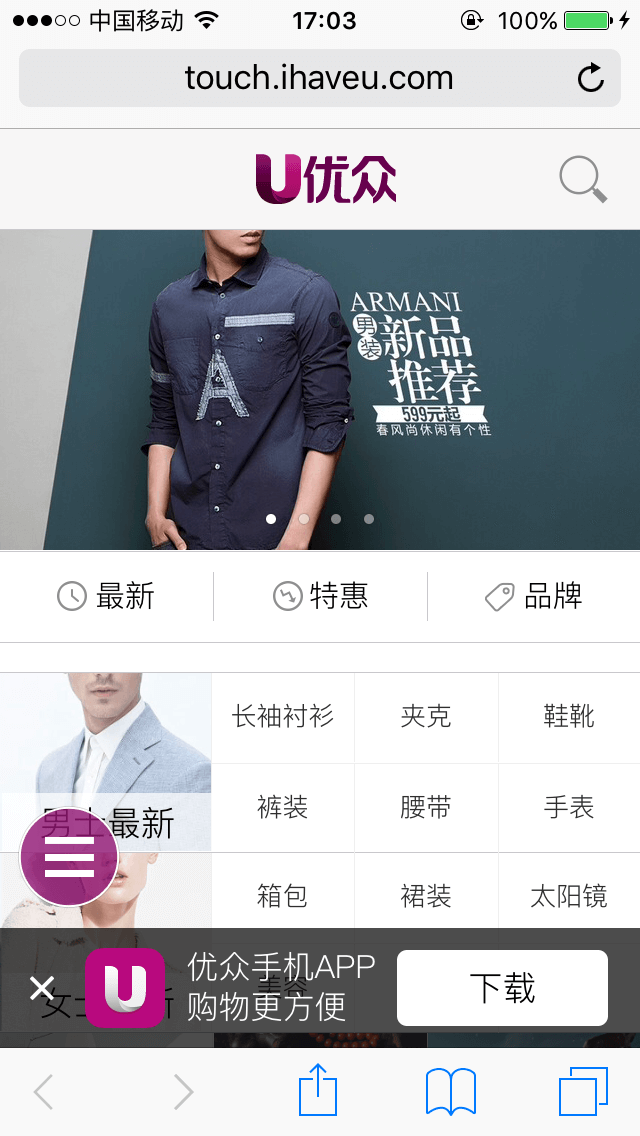 中国移动 17:03 100%
touch.ihaveu.com
U优众
ARMANI
男装
新品
推荐
599元起
春风尚休闲有个性
A
最新 特惠 品牌
长袖衬衫 夹克 鞋靴
男士最新
裤装 腰带 手表
箱包 裙装 太阳镜
美容
优众手机APP
购物更方便
下载